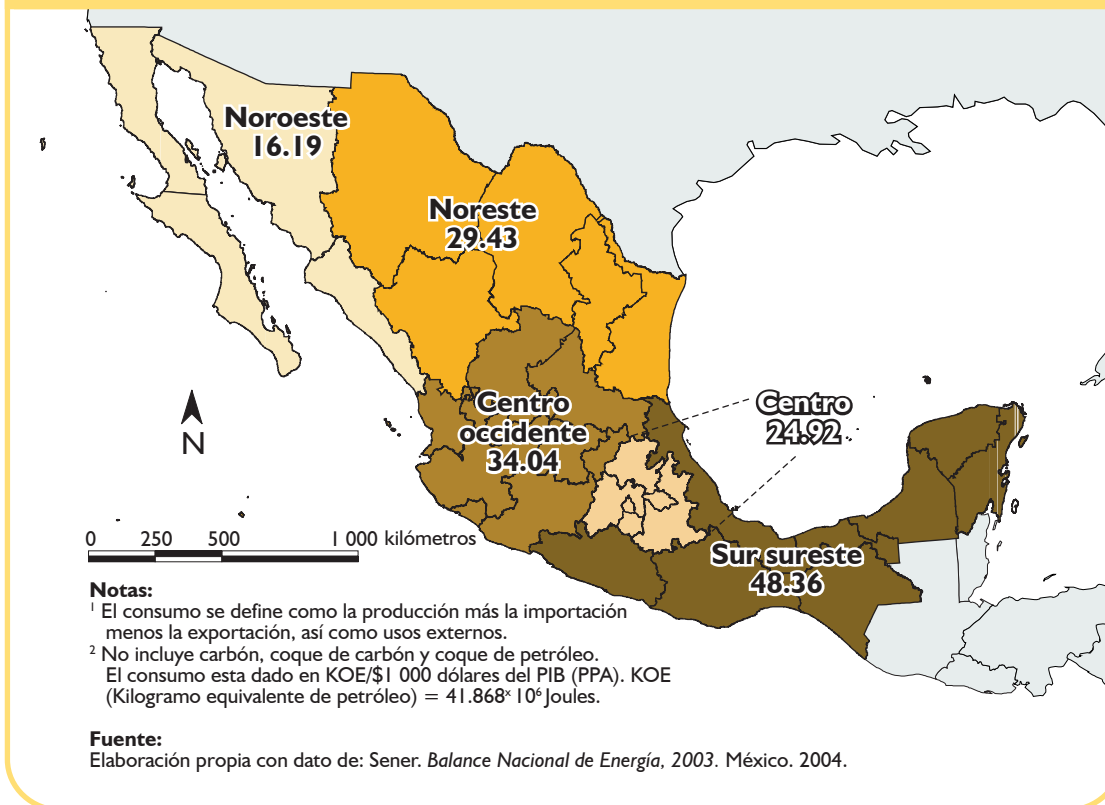 Noroeste
16.19
Noreste
29.43
Centro
occidente
34.04
Centro
24.92
Sur sureste
48.36
N
0 250 500 1 000 kilómetros
Notas:
1 El consumo se define como la producción más la importación
menos la exportación, así como usos externos.
2 No incluye carbón, coque de carbón y coque de petróleo.
El consumo esta dado en KOE/$1 000 dólares del PIB (PPA). KOE
(Kilogramo equivalente de petróleo) = 41.868x 10⁶ Joules.
Fuente:
Elaboración propia con dato de: Sener. Balance Nacional de Energía, 2003. México. 2004.